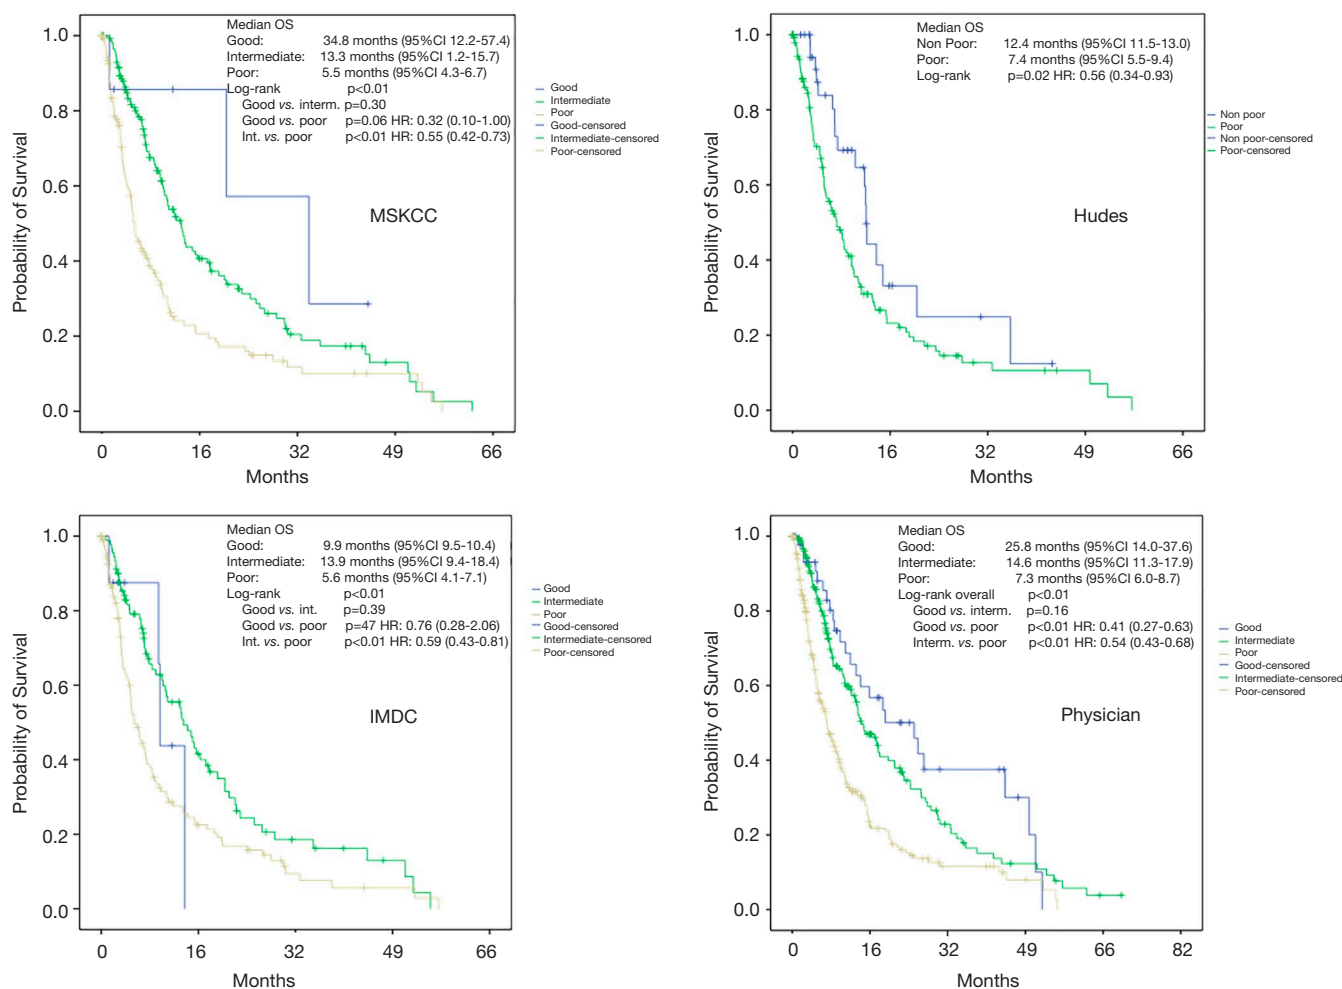 Median OS
Good: 34.8 months (95%CI 12.2-57.4)
Intermediate: 13.3 months (95%CI 1.2-15.7)
Poor: 5.5 months (95%CI 4.3-6.7)
Log-rank p<0.01
Good vs. interm. p=0.30
Good vs. poor p=0.06 HR: 0.32 (0.10-1.00)
Int. vs. poor p<0.01 HR: 0.55 (0.42-0.73)
MSKCC
Good
Intermediate
Poor
Good-censored
Intermediate-censored
Poor-censored
Probability of Survival
1.0
0.8
0.6
0.4
0.2
0.0
0 16 32 49 66
Months
Median OS
Non Poor: 12.4 months (95%CI 11.5-13.0)
Poor: 7.4 months (95%CI 5.5-9.4)
Log-rank p=0.02 HR: 0.56 (0.34-0.93)
Hudes
Non poor
Poor
Non poor-censored
Poor-censored
Probability of Survival
1.0
0.8
0.6
0.4
0.2
0.0
0 16 32 49 66
Months
Median OS
Good: 9.9 months (95%CI 9.5-10.4)
Intermediate: 13.9 months (95%CI 9.4-18.4)
Poor: 5.6 months (95%CI 4.1-7.1)
Log-rank p<0.01
Good vs. int. p=0.39
Good vs. poor p=47 HR: 0.76 (0.28-2.06)
Int. vs. poor p<0.01 HR: 0.59 (0.43-0.81)
IMDC
Good
Intermediate
Poor
Good-censored
Intermediate-censored
Poor-censored
Probability of Survival
1.0
0.8
0.6
0.4
0.2
0.0
0 16 32 49 66
Months
Median OS
Good: 25.8 months (95%CI 14.0-37.6)
Intermediate: 14.6 months (95%CI 11.3-17.9)
Poor: 7.3 months (95%CI 6.0-8.7)
Log-rank overall p<0.01
Good vs. interm. p=0.16
Good vs. poor p<0.01 HR: 0.41 (0.27-0.63)
Interm. vs. poor p<0.01 HR: 0.54 (0.43-0.68)
Physician
Good
Intermediate
Poor
Good-censored
Intermediate-censored
Poor-censored
Probability of Survival
1.0
0.8
0.6
0.4
0.2
0.0
0 16 32 49 66 82
Months